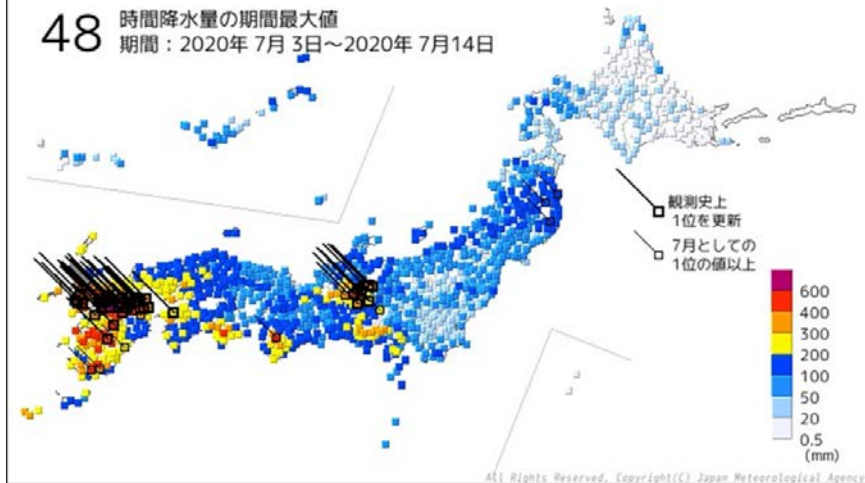 48 時間降水量の期間最大値
期間：2020年 7月 3日～2020年 7月14日
観測史上
1位を更新
7月としての
1位の値以上
600
400
300
200
100
50
20
0.5
(mm)
All Rights Reserved, Copyright(C) Japan Meteorological Agency